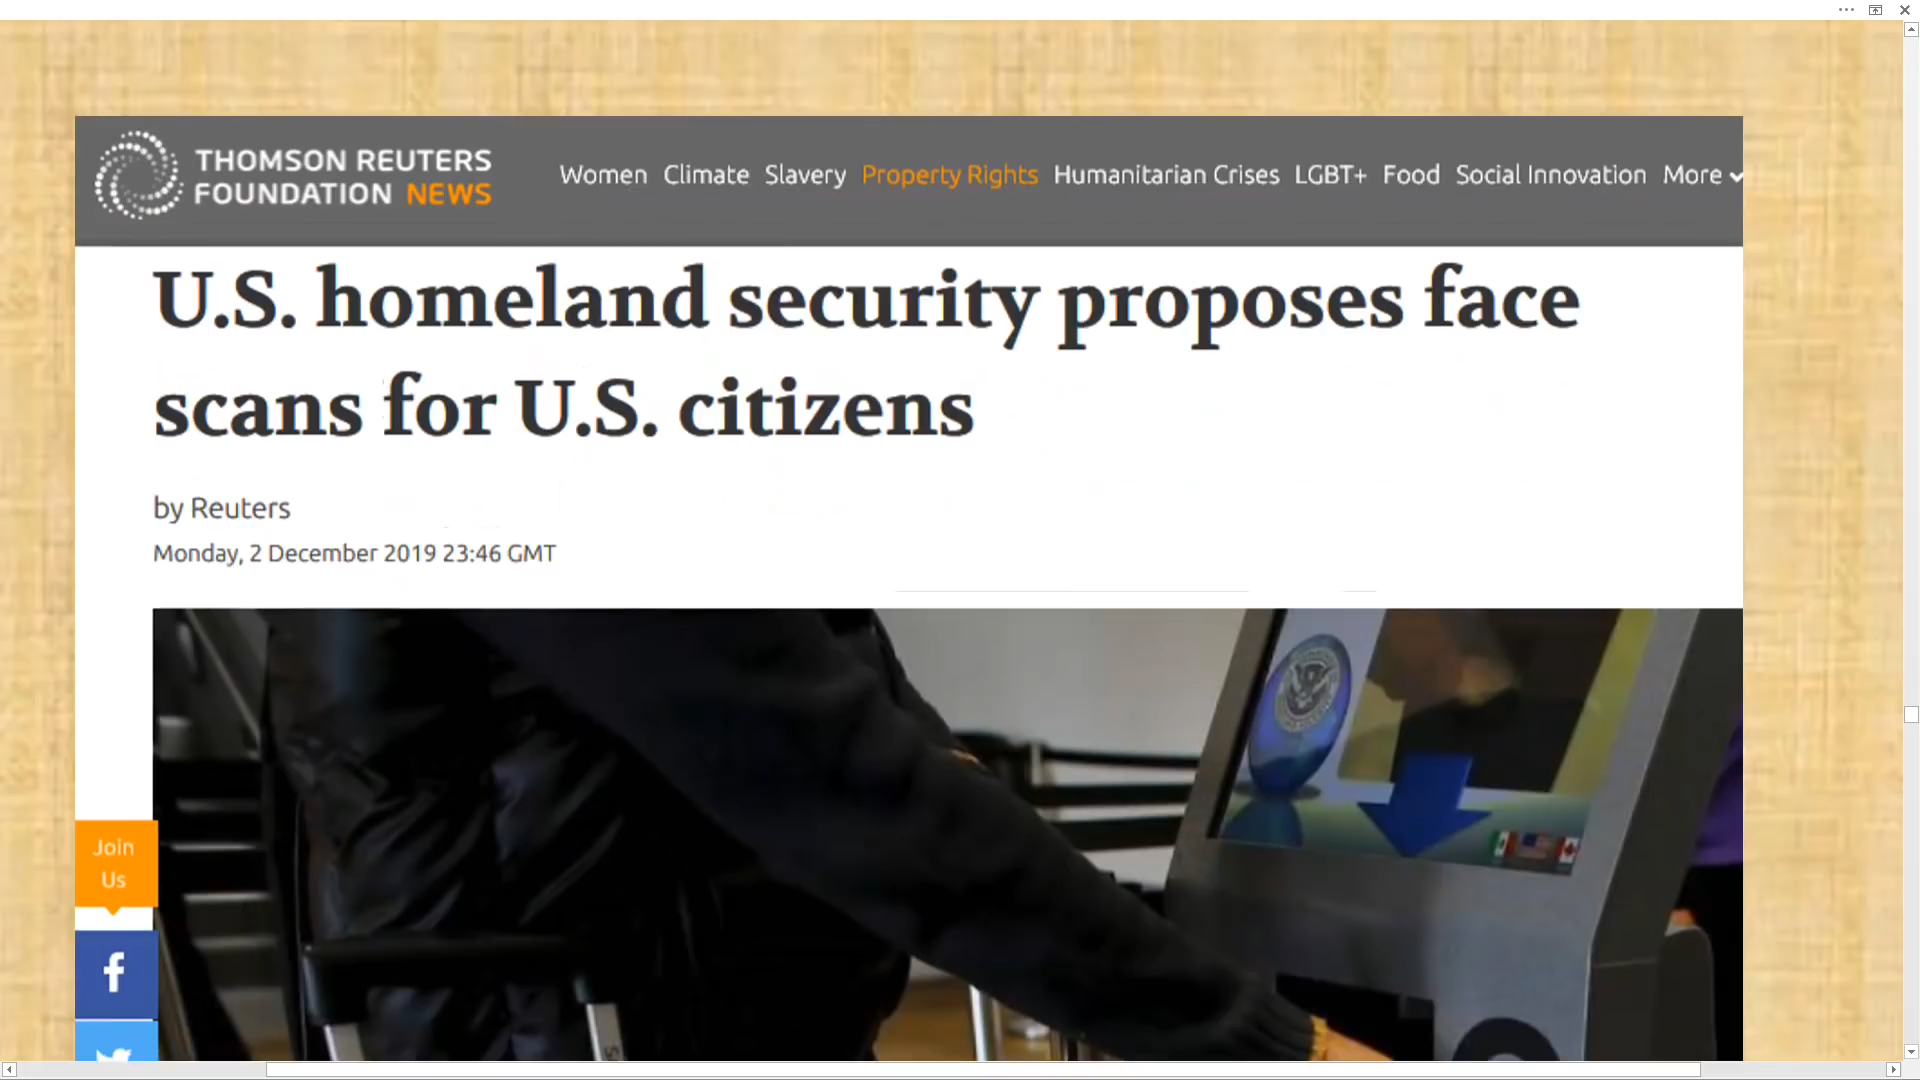 THOMSON REUTERS
FOUNDATION NEWS
Women Climate Slavery Property Rights Humanitarian Crises LGBT+ Food Social Innovation More
U.S. homeland security proposes face
scans for U.S. citizens
by Reuters
Monday, 2 December 2019 23:46 GMT
Join
Us
f